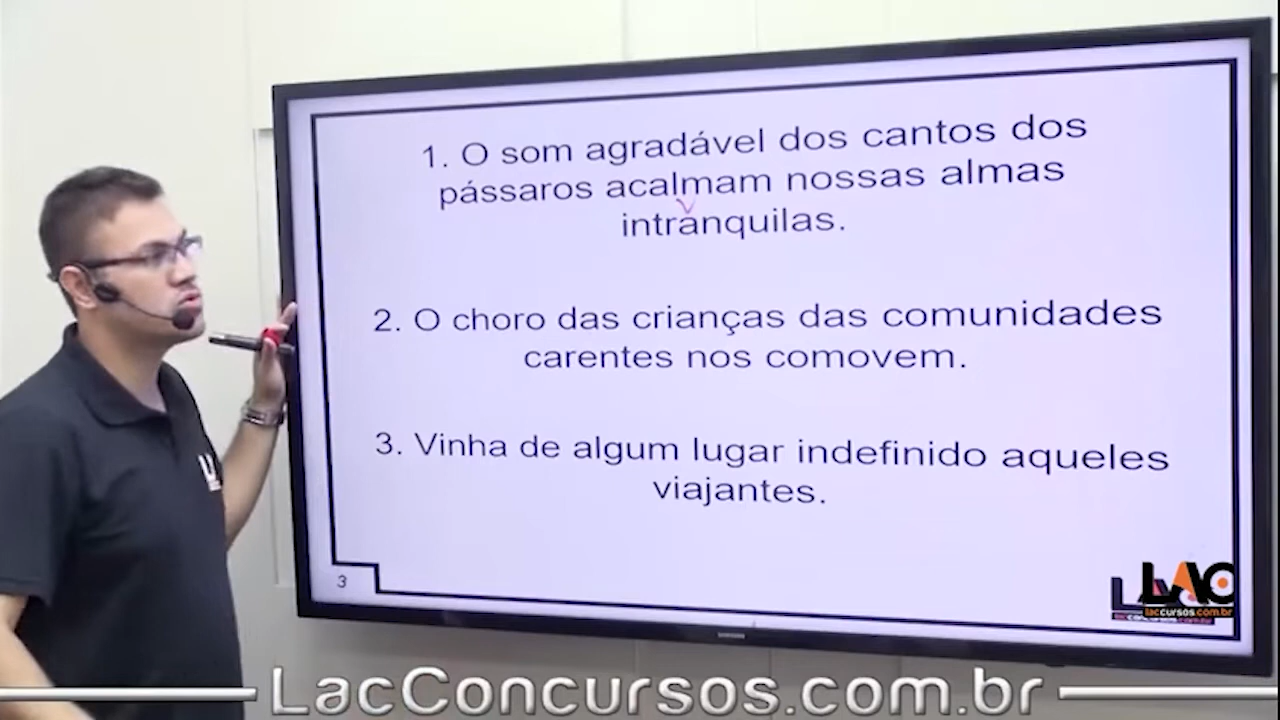 1. O som agradável dos cantos dos
pássaros acalmam nossas almas
v
intranquilas.
2. O choro das crianças das comunidades
carentes nos comovem.
3. Vinha de algum lugar indefinido aqueles
viajantes.
3
LAC
laccursos.com.br
SAMSUNG
LacConcursos.com.br